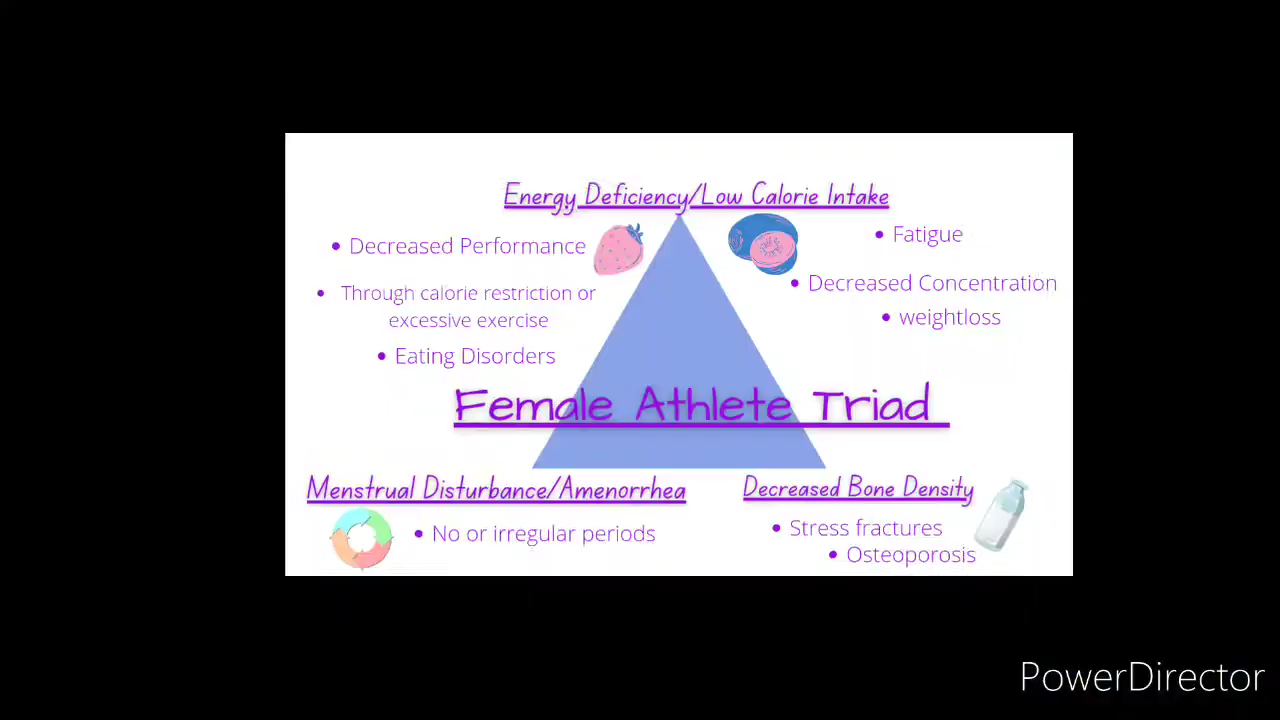 Energy Deficiency/Low Calorie Intake
• Decreased Performance
• Through calorie restriction or
excessive exercise
• Eating Disorders
• Fatigue
• Decreased Concentration
• weightloss
Female Athlete Triad
Menstrual Disturbance/Amenorrhea
• No or irregular periods
Decreased Bone Density
• Stress fractures
• Osteoporosis
PowerDirector